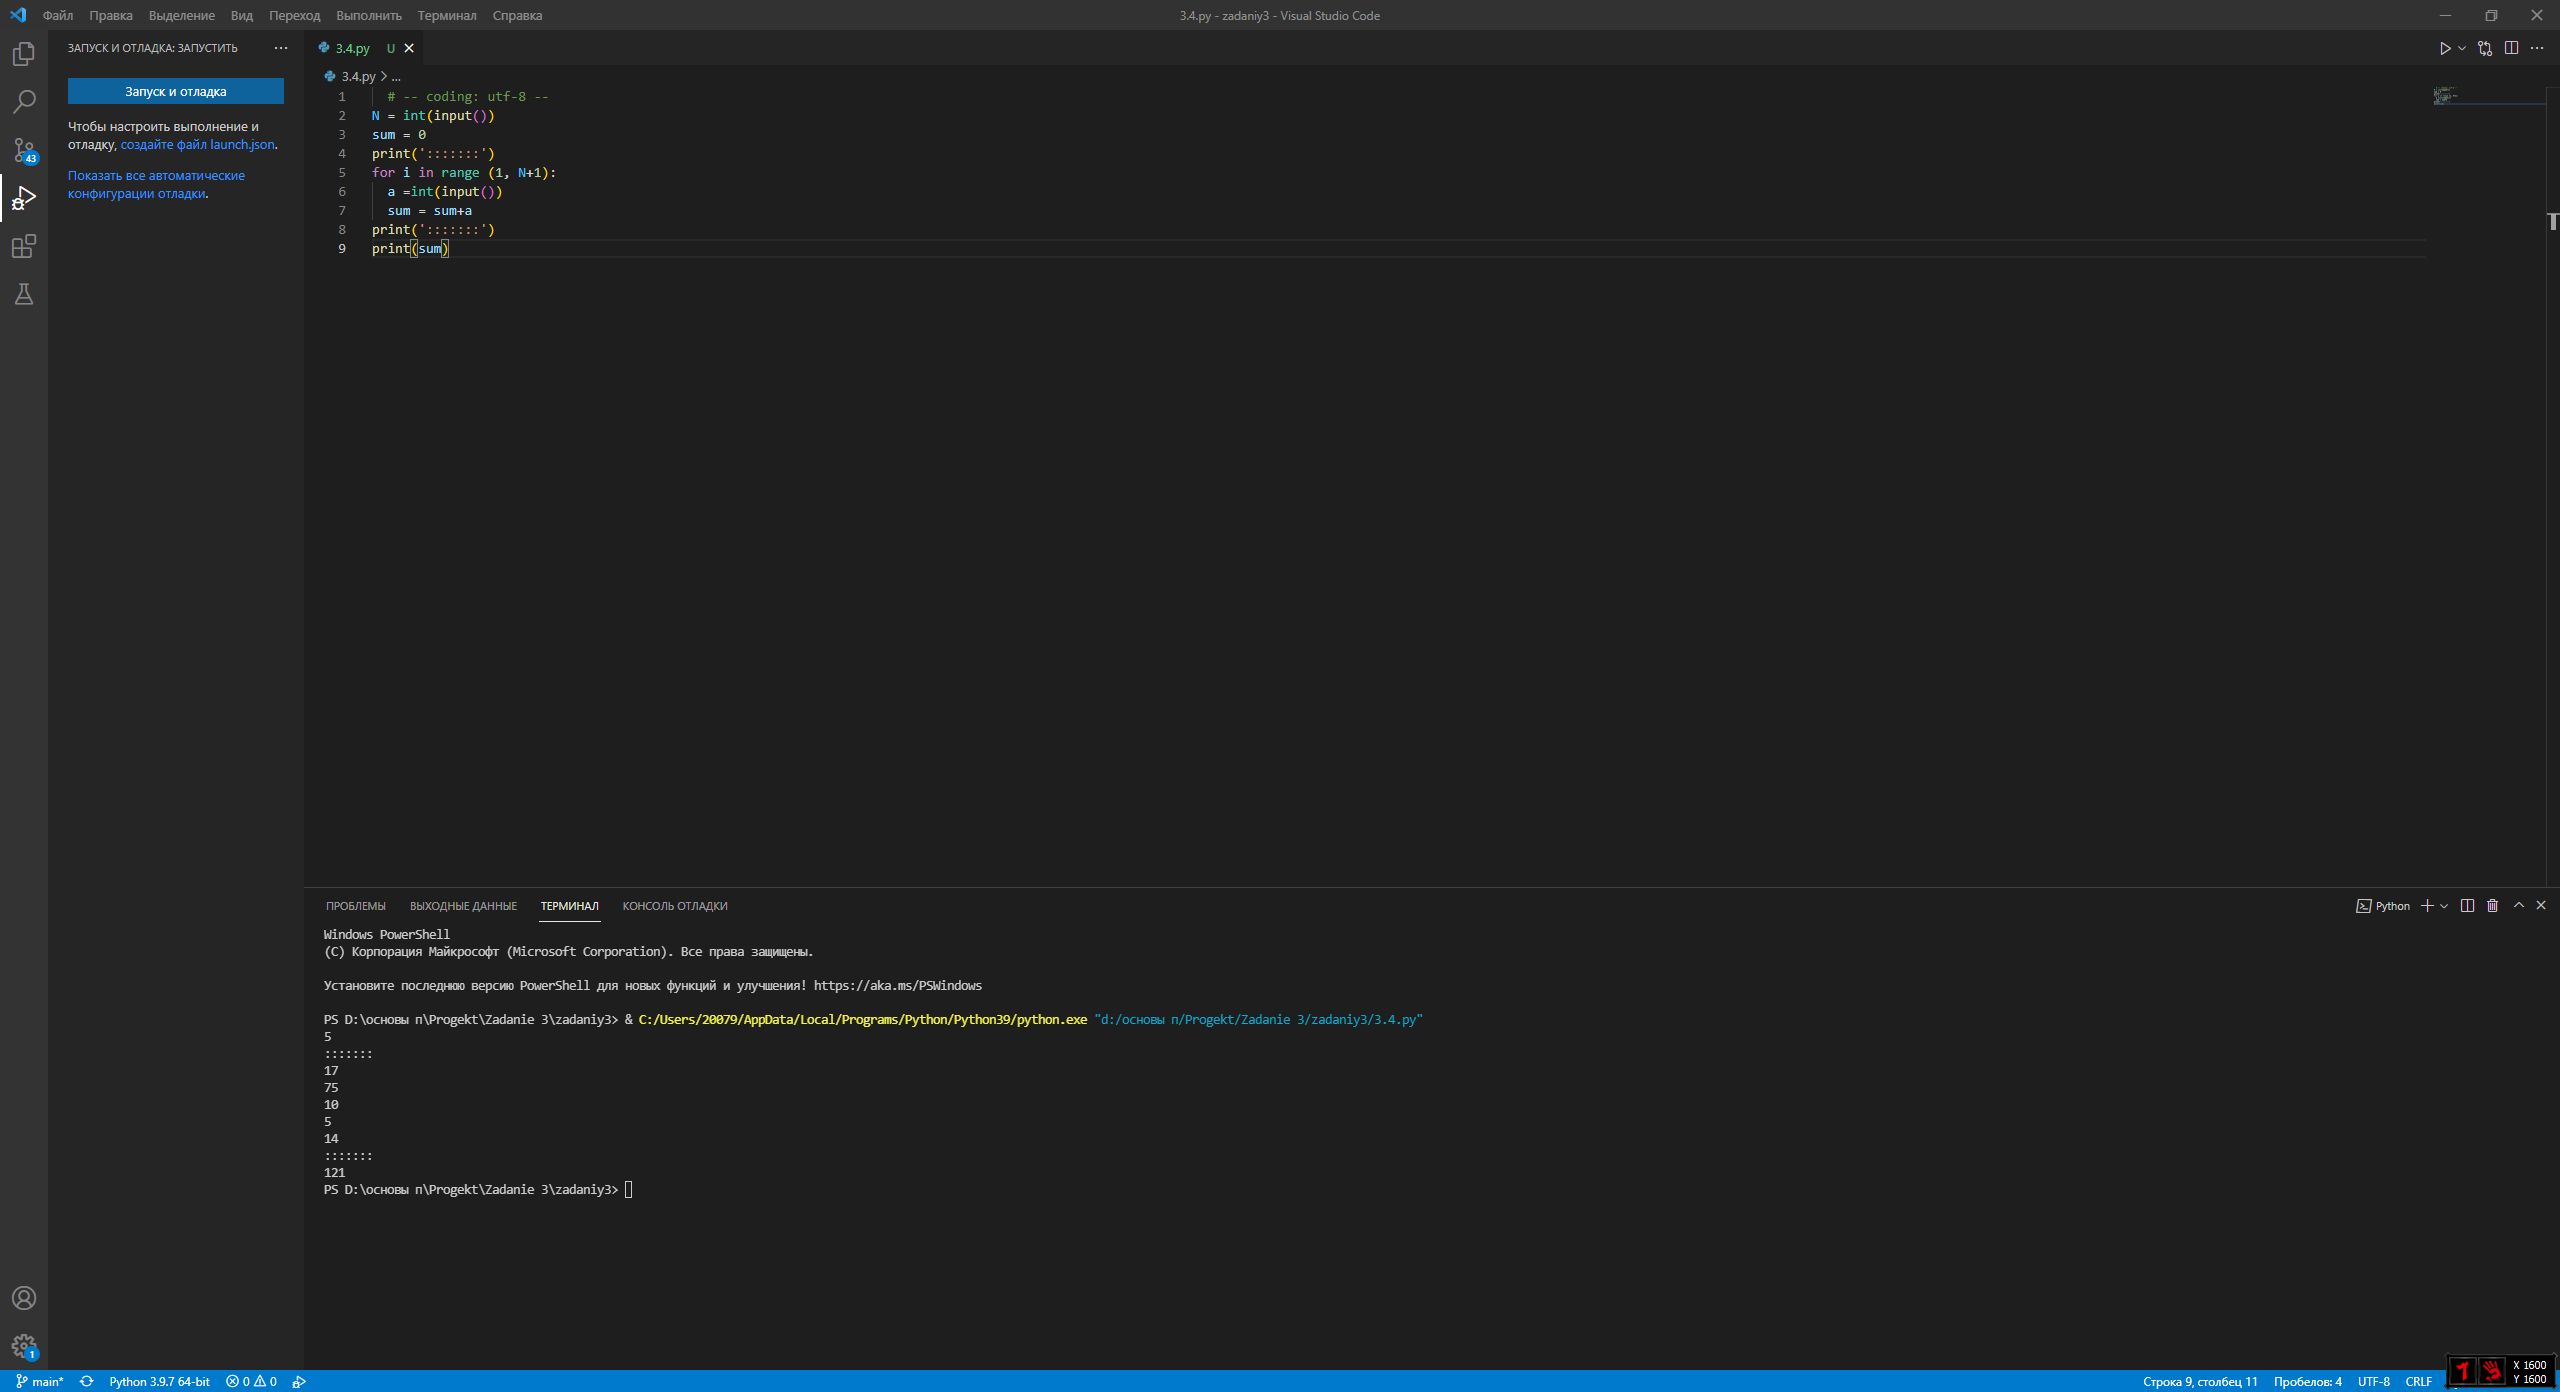 Файл Правка Выделение Вид Переход Выполнить Терминал Справка
3.4.py - zadaniy3 - Visual Studio Code
ЗАПУСК И ОТЛАДКА: ЗАПУСТИТЬ
Запуск и отладка
Чтобы настроить выполнение и
отладку, создайте файл launch.json.
Показать все автоматические
конфигурации отладки.
43
1
3.4.py U
3.4.py > ...
1 # -- coding: utf-8 --
2 N = int(input())
3 sum = 0
4 print(':::::::')
5 for i in range (1, N+1):
6 a =int(input())
7 sum = sum+a
8 print(':::::::')
9 print(sum)
ПРОБЛЕМЫ ВЫХОДНЫЕ ДАННЫЕ ТЕРМИНАЛ КОНСОЛЬ ОТЛАДКИ
Python
Windows PowerShell
(C) Корпорация Майкрософт (Microsoft Corporation). Все права защищены.
Установите последнюю версию PowerShell для новых функций и улучшения! https://aka.ms/PSWindows
PS D:\основы п\Progekt\Zadanie 3\zadaniy3> & C:/Users/20079/AppData/Local/Programs/Python/Python39/python.exe "d:/основы п/Progekt/Zadanie 3/zadaniy3/3.4.py"
5
:::::::
17
75
10
5
14
:::::::
121
PS D:\основы п\Progekt\Zadanie 3\zadaniy3>
main* Python 3.9.7 64-bit 0 0
Строка 9, столбец 11 Пробелов: 4 UTF-8 CRLF
X 1600
Y 1600